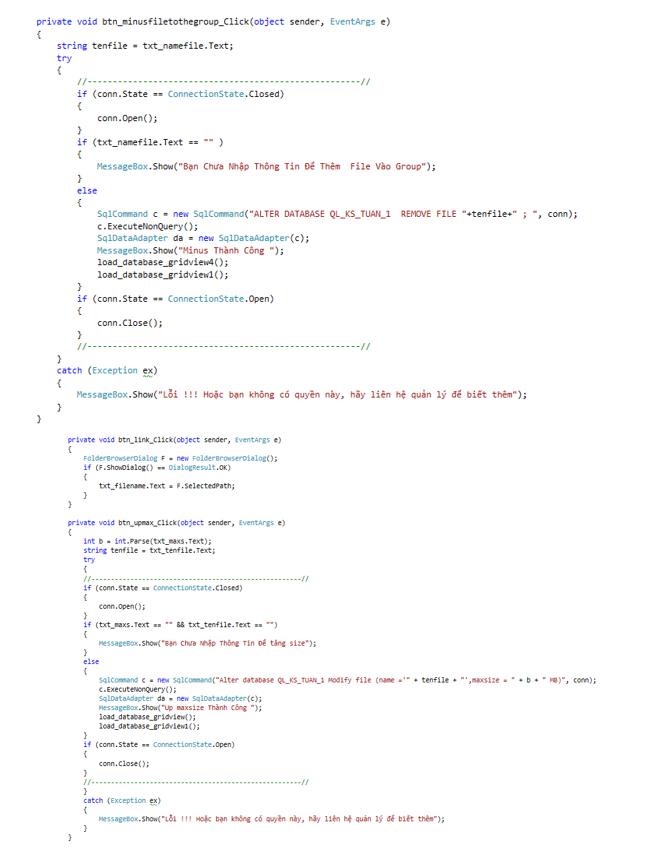 private void btn_minusfiletothegroup_Click(object sender, EventArgs e)
{
string tenfile = txt_namefile.Text;
try
{
//------------------------------------------------------//
if (conn.State == ConnectionState.Closed)
{
conn.Open();
}
if (txt_namefile.Text == "" )
{
MessageBox.Show("Bạn Chưa Nhập Thông Tin Để Thêm  File Vào Group");
}
else
{
SqlCommand c = new SqlCommand("ALTER DATABASE QL_KS_TUAN_1  REMOVE FILE "+tenfile+" ; ", conn);
c.ExecuteNonQuery();
SqlDataAdapter da = new SqlDataAdapter(c);
MessageBox.Show("Minus Thành Công ");
load_database_gridview4();
load_database_gridview1();
}
if (conn.State == ConnectionState.Open)
{
conn.Close();
}
//------------------------------------------------------//
}
catch (Exception ex)
{
MessageBox.Show("Lỗi !!! Hoặc bạn không có quyền này, hãy liên hệ quản lý để biết thêm");
}
}
private void btn_link_Click(object sender, EventArgs e)
{
FolderBrowserDialog F = new FolderBrowserDialog();
if (F.ShowDialog() == DialogResult.OK)
{
txt_filename.Text = F.SelectedPath;
}
}
private void btn_upmax_Click(object sender, EventArgs e)
{
int b = int.Parse(txt_maxs.Text);
string tenfile = txt_tenfile.Text;
try
{
//------------------------------------------------------//
if (conn.State == ConnectionState.Closed)
{
conn.Open();
}
if (txt_maxs.Text == "" && txt_tenfile.Text == "")
{
MessageBox.Show("Bạn Chưa Nhập Thông Tin Để tăng size");
}
else
{
SqlCommand c = new SqlCommand("Alter database QL_KS_TUAN_1 Modify file (name ='" + tenfile + "',maxsize = " + b + " MB)", conn);
c.ExecuteNonQuery();
SqlDataAdapter da = new SqlDataAdapter(c);
MessageBox.Show("Up maxsize Thành Công ");
load_database_gridview();
load_database_gridview1();
}
if (conn.State == ConnectionState.Open)
{
conn.Close();
}
//------------------------------------------------------//
}
catch (Exception ex)
{
MessageBox.Show("Lỗi !!! Hoặc bạn không có quyền này, hãy liên hệ quản lý để biết thêm");
}
}